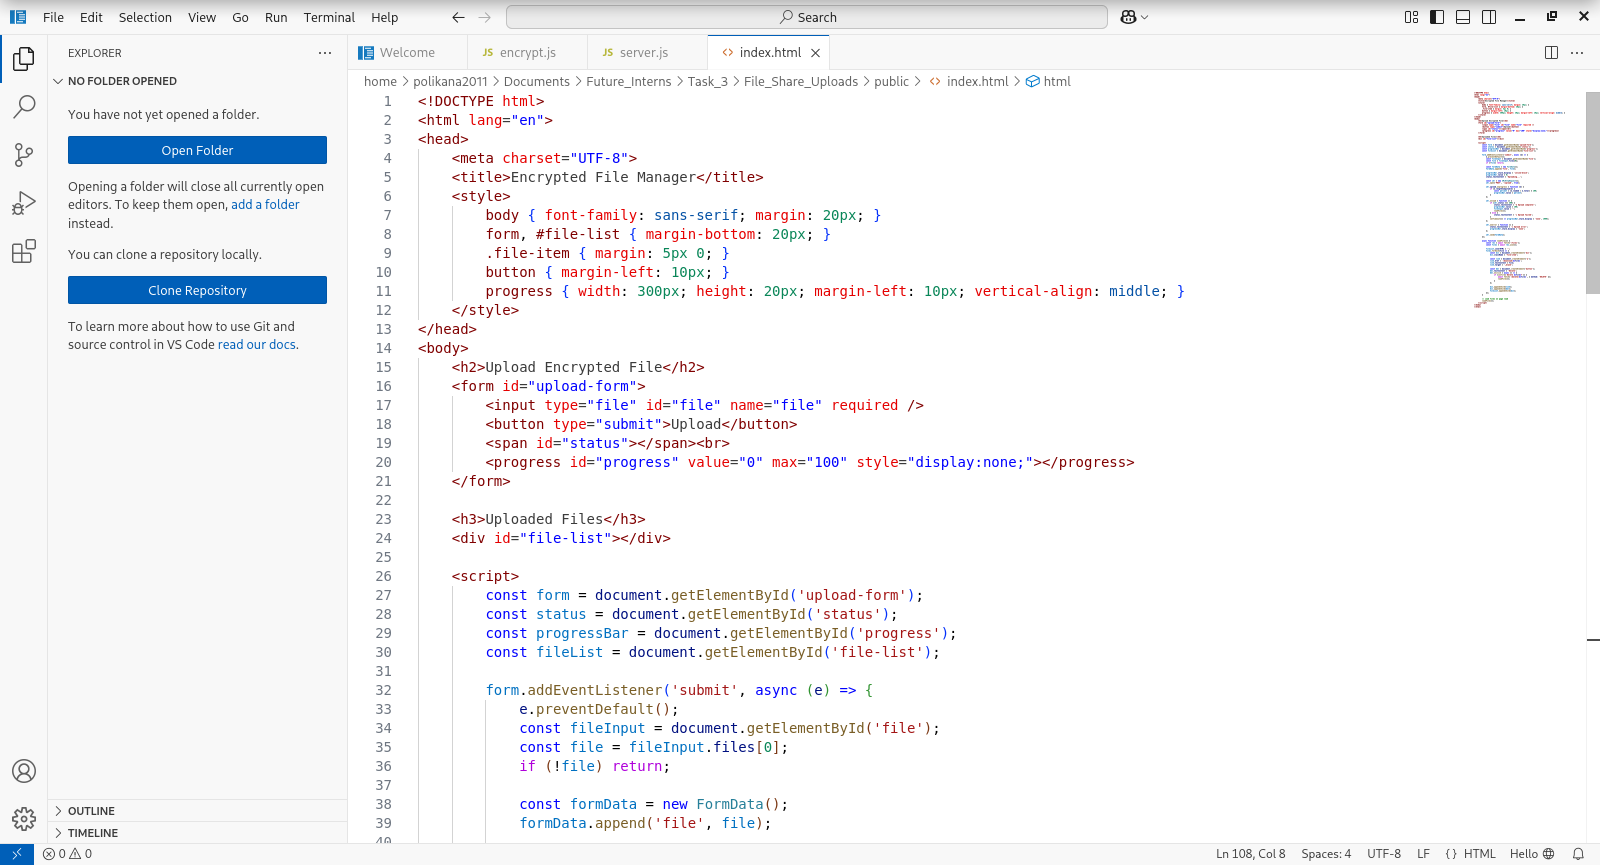 File Edit Selection View Go Run Terminal Help
Search
EXPLORER
NO FOLDER OPENED
You have not yet opened a folder.
Open Folder
Opening a folder will close all currently open
editors. To keep them open, add a folder
instead.
You can clone a repository locally.
Clone Repository
To learn more about how to use Git and
source control in VS Code read our docs.
OUTLINE
TIMELINE
Welcome
JS encrypt.js
JS server.js
<> index.html
home > polikana2011 > Documents > Future_Interns > Task_3 > File_Share_Uploads > public > <> index.html > html
1 <!DOCTYPE html>
2 <html lang="en">
3 <head>
4     <meta charset="UTF-8">
5     <title>Encrypted File Manager</title>
6     <style>
7         body { font-family: sans-serif; margin: 20px; }
8         form, #file-list { margin-bottom: 20px; }
9         .file-item { margin: 5px 0; }
10         button { margin-left: 10px; }
11         progress { width: 300px; height: 20px; margin-left: 10px; vertical-align: middle; }
12     </style>
13 </head>
14 <body>
15     <h2>Upload Encrypted File</h2>
16     <form id="upload-form">
17         <input type="file" id="file" name="file" required />
18         <button type="submit">Upload</button>
19         <span id="status"></span><br>
20         <progress id="progress" value="0" max="100" style="display:none;"></progress>
21     </form>
22
23     <h3>Uploaded Files</h3>
24     <div id="file-list"></div>
25
26     <script>
27         const form = document.getElementById('upload-form');
28         const status = document.getElementById('status');
29         const progressBar = document.getElementById('progress');
30         const fileList = document.getElementById('file-list');
31
32         form.addEventListener('submit', async (e) => {
33             e.preventDefault();
34             const fileInput = document.getElementById('file');
35             const file = fileInput.files[0];
36             if (!file) return;
37
38             const formData = new FormData();
39             formData.append('file', file);
40
0 0
Ln 108, Col 8 Spaces: 4 UTF-8 LF {} HTML Hello